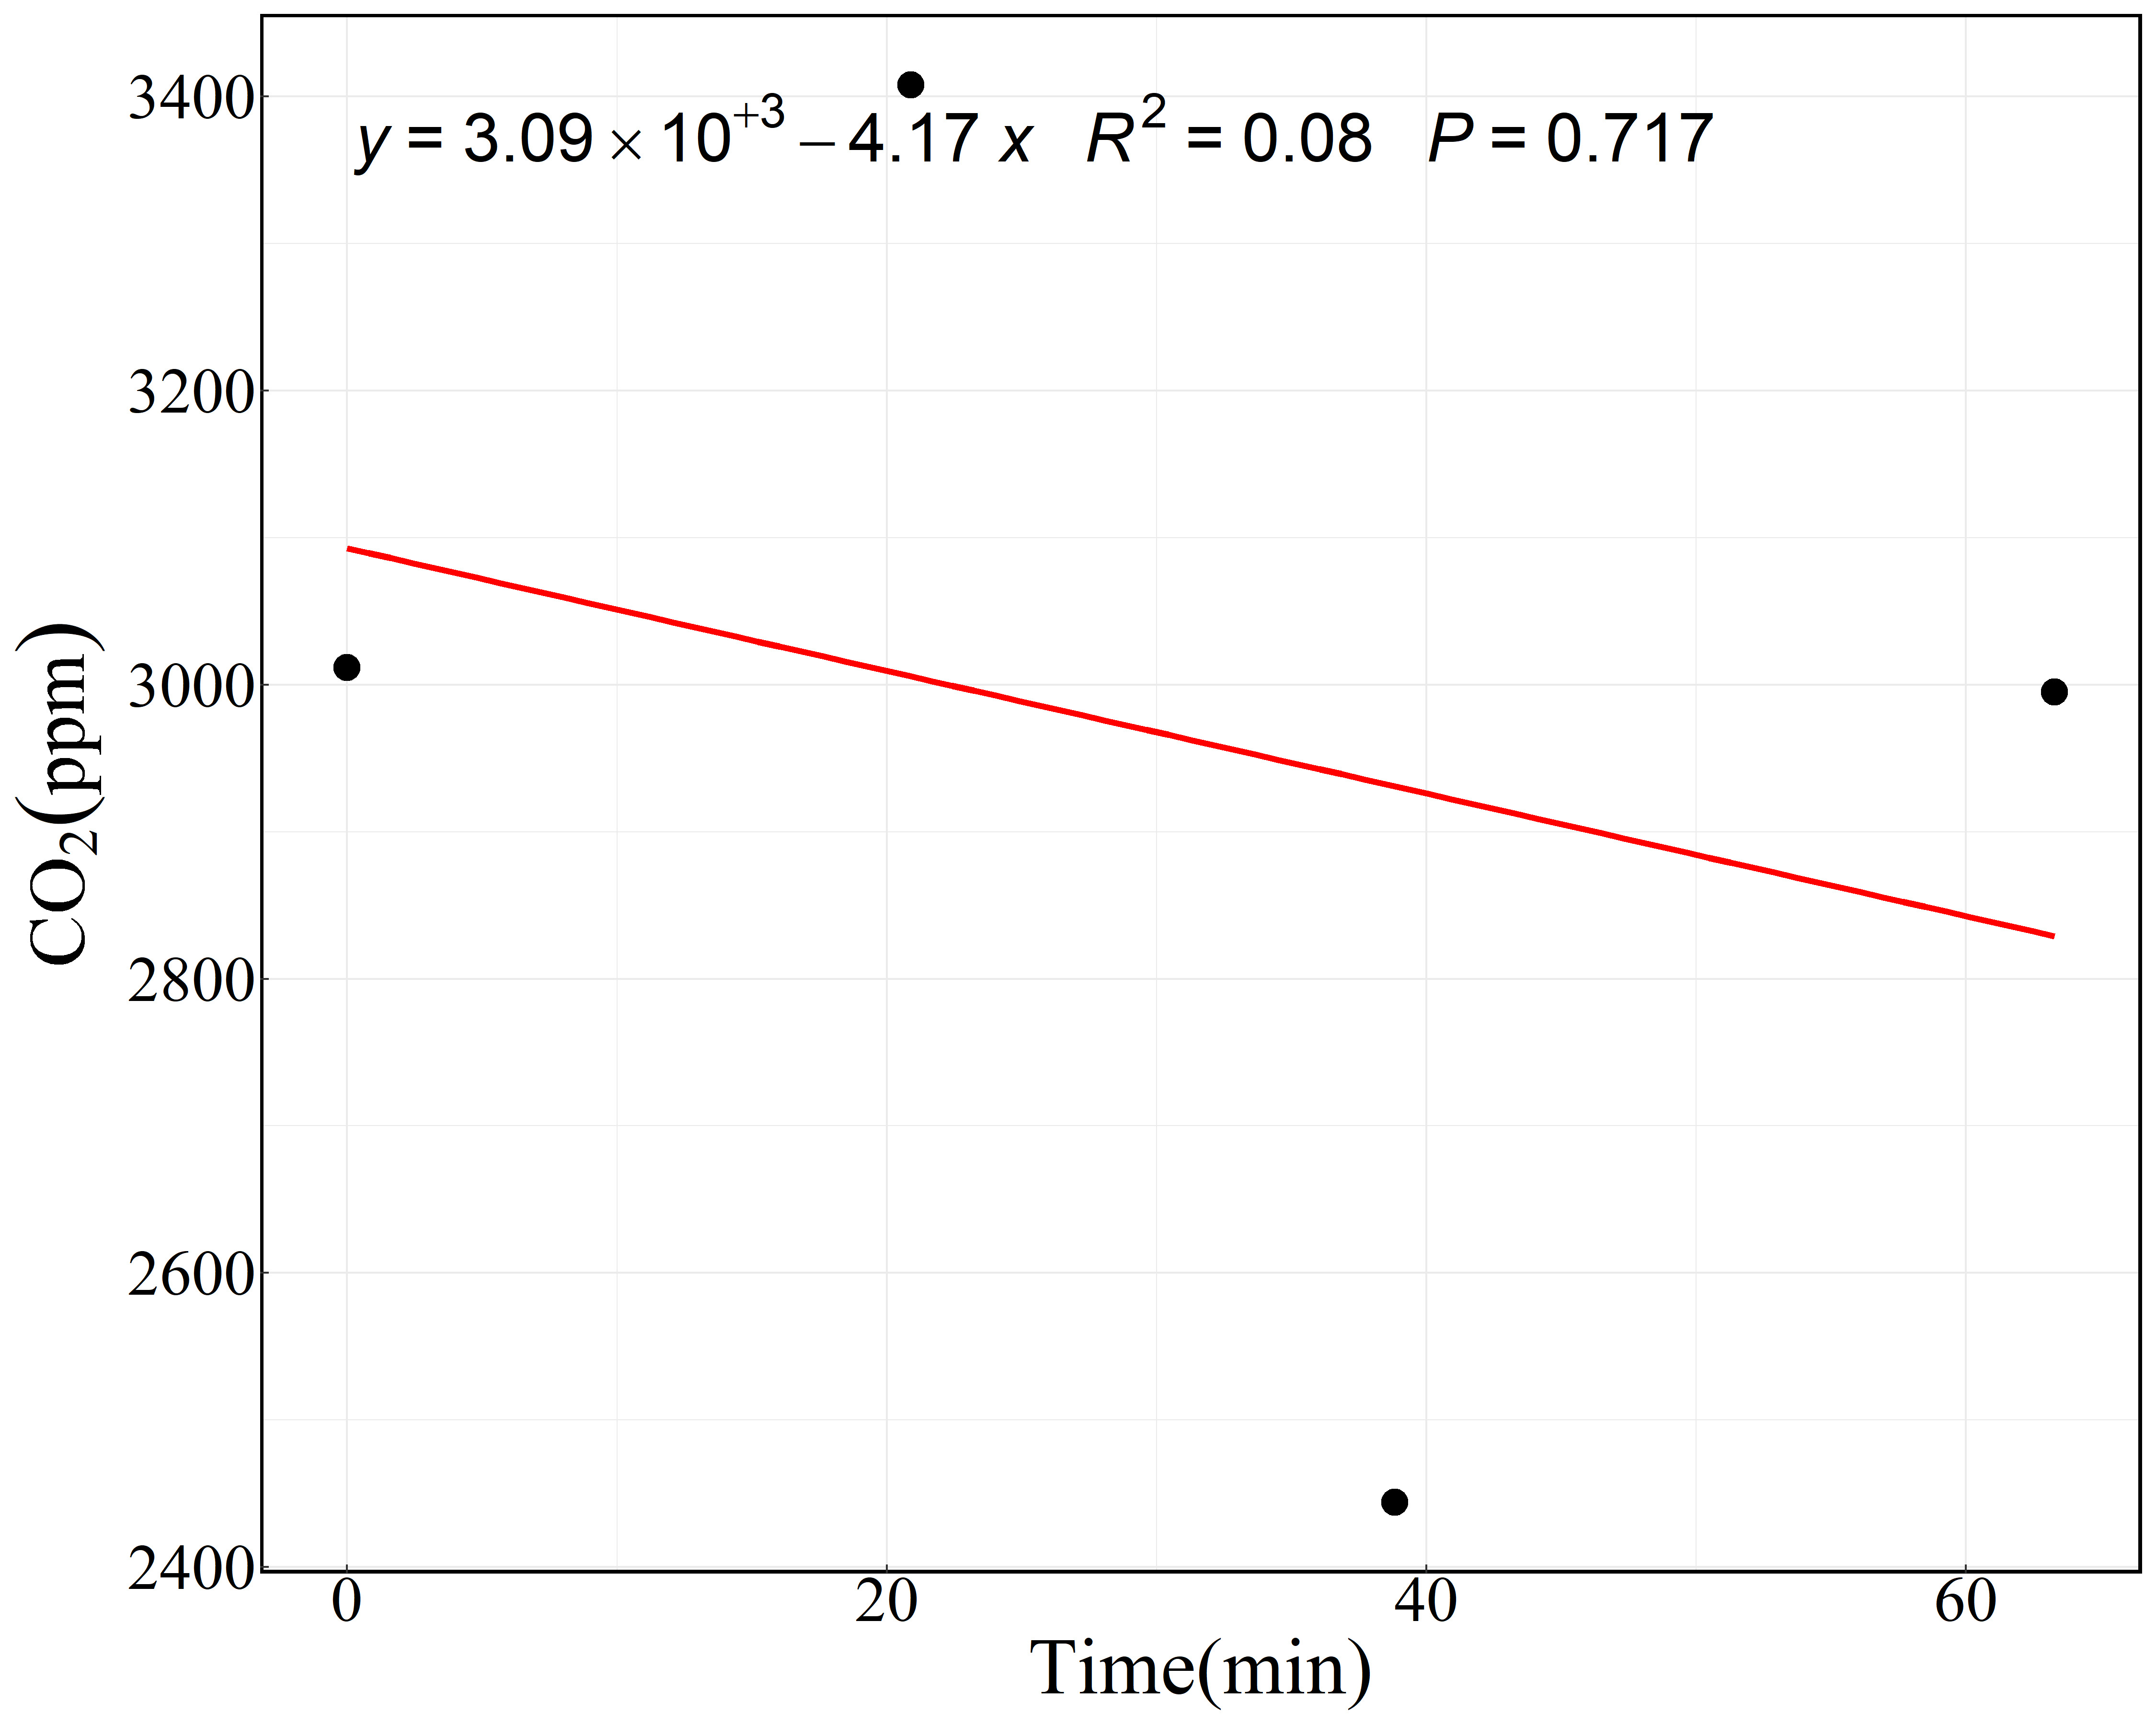 3400
y = 3.09 × 10⁺³ − 4.17 x R² = 0.08 P = 0.717
3200
3000
2800
2600
2400
CO₂(ppm)
0 20 40 60
Time(min)